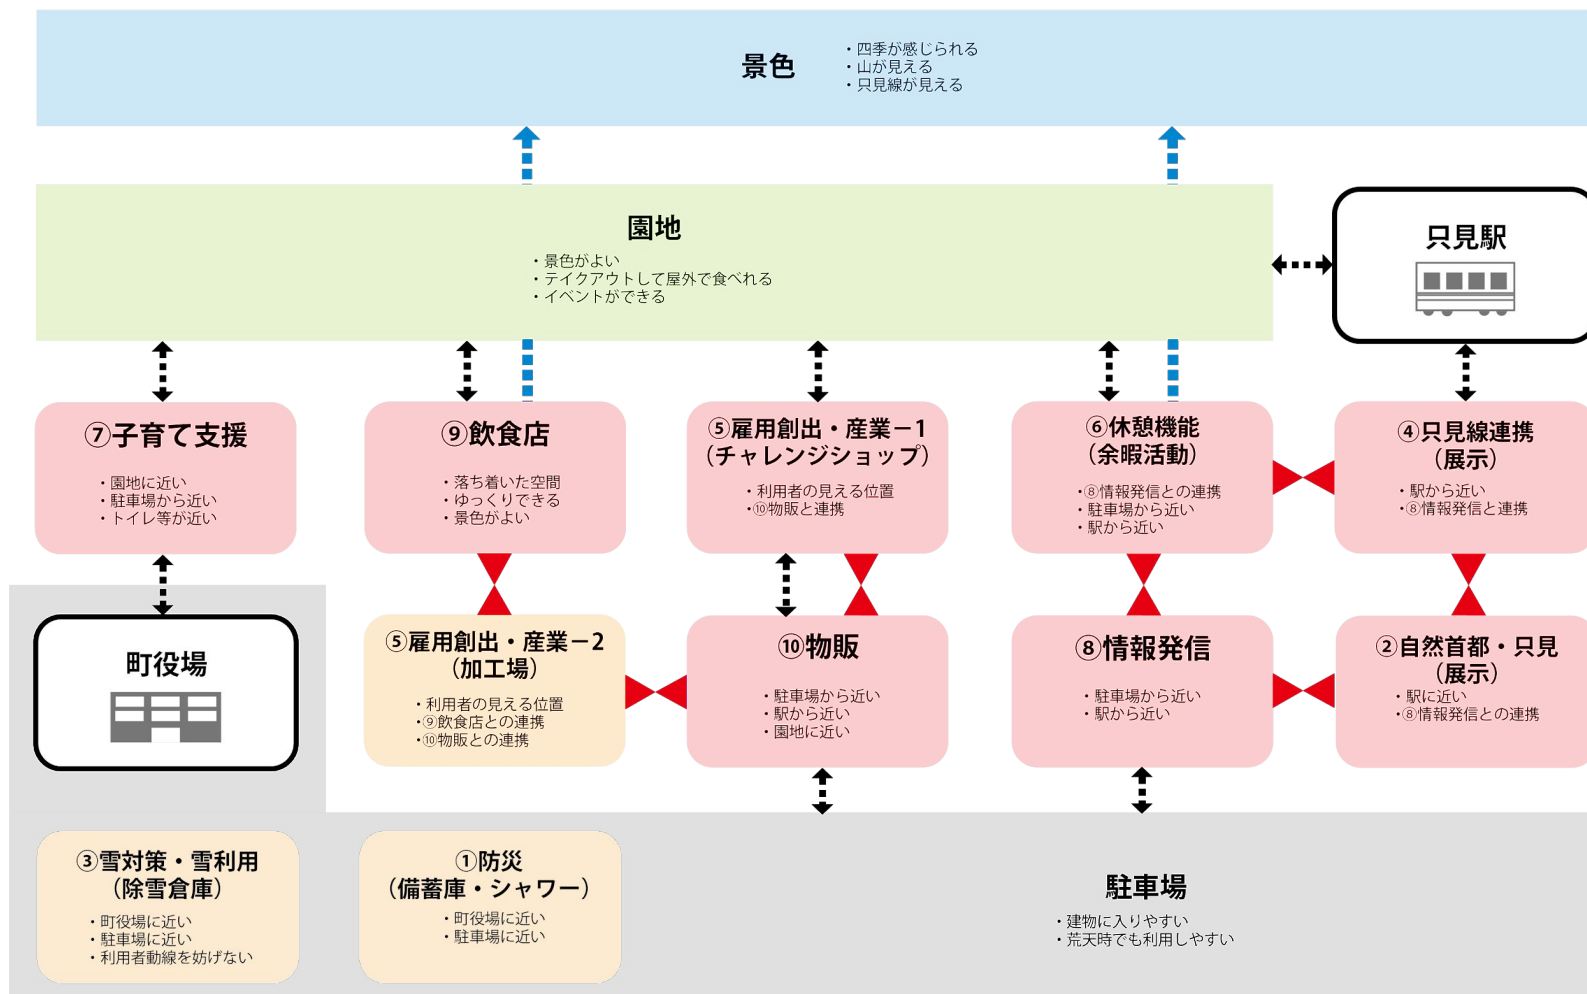 景色
・四季が感じられる
・山が見える
・只見線が見える
園地
・景色がよい
・テイクアウトして屋外で食べれる
・イベントができる
只見駅
⑦子育て支援
・園地に近い
・駐車場から近い
・トイレ等が近い
⑨飲食店
・落ち着いた空間
・ゆっくりできる
・景色がよい
⑤雇用創出・産業－1
（チャレンジショップ）
・利用者の見える位置
・⑩物販と連携
⑥休憩機能
（余暇活動）
・⑧情報発信との連携
・駐車場から近い
・駅から近い
④只見線連携
（展示）
・駅から近い
・⑧情報発信と連携
町役場
⑤雇用創出・産業－2
（加工場）
・利用者の見える位置
・⑨飲食店との連携
・⑩物販との連携
⑩物販
・駐車場から近い
・駅から近い
・園地に近い
⑧情報発信
・駐車場から近い
・駅から近い
②自然首都・只見
（展示）
・駅に近い
・⑧情報発信との連携
③雪対策・雪利用
（除雪倉庫）
・町役場に近い
・駐車場に近い
・利用者動線を妨げない
①防災
（備蓄庫・シャワー）
・町役場に近い
・駐車場に近い
駐車場
・建物に入りやすい
・荒天時でも利用しやすい